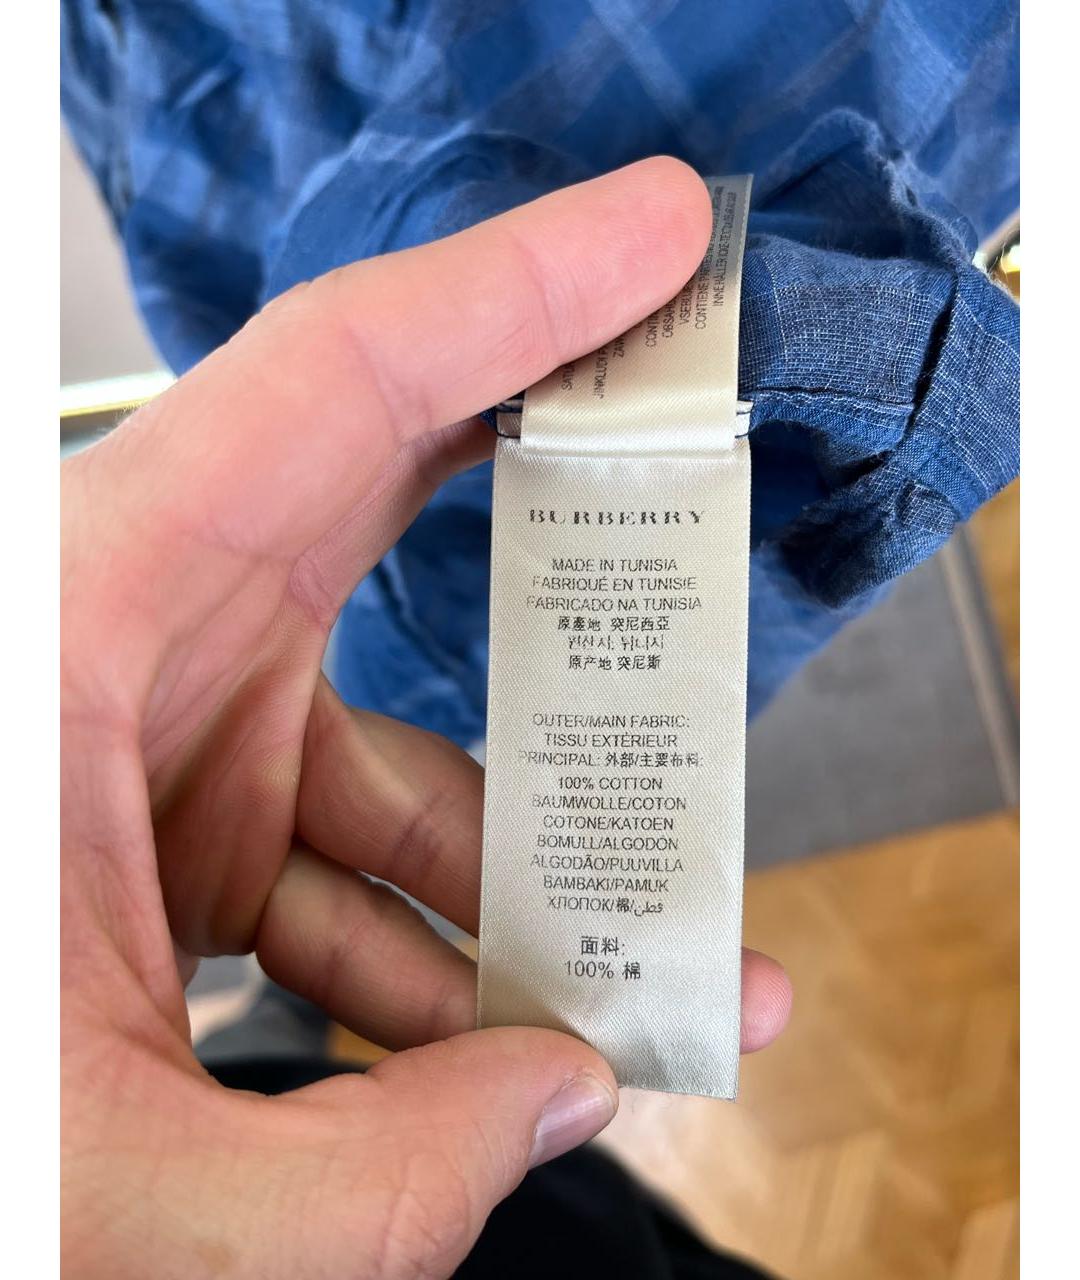 BURBERRY
MADE IN TUNISIA
FABRIQUÉ EN TUNISIE
FABRICADO NA TUNISIA
原產地 突尼西亞
원산지: 튀니지
原产地 突尼斯
OUTER/MAIN FABRIC:
TISSU EXTÉRIEUR
PRINCIPAL: 外部/主要布料:
100% COTTON
BAUMWOLLE/COTON
COTONE/KATOEN
BOMULL/ALGODON
ALGODÃO/PUUVILLA
BAMBAKI/PAMUK
ХЛОПОК/棉/قطن
面料:
100% 棉